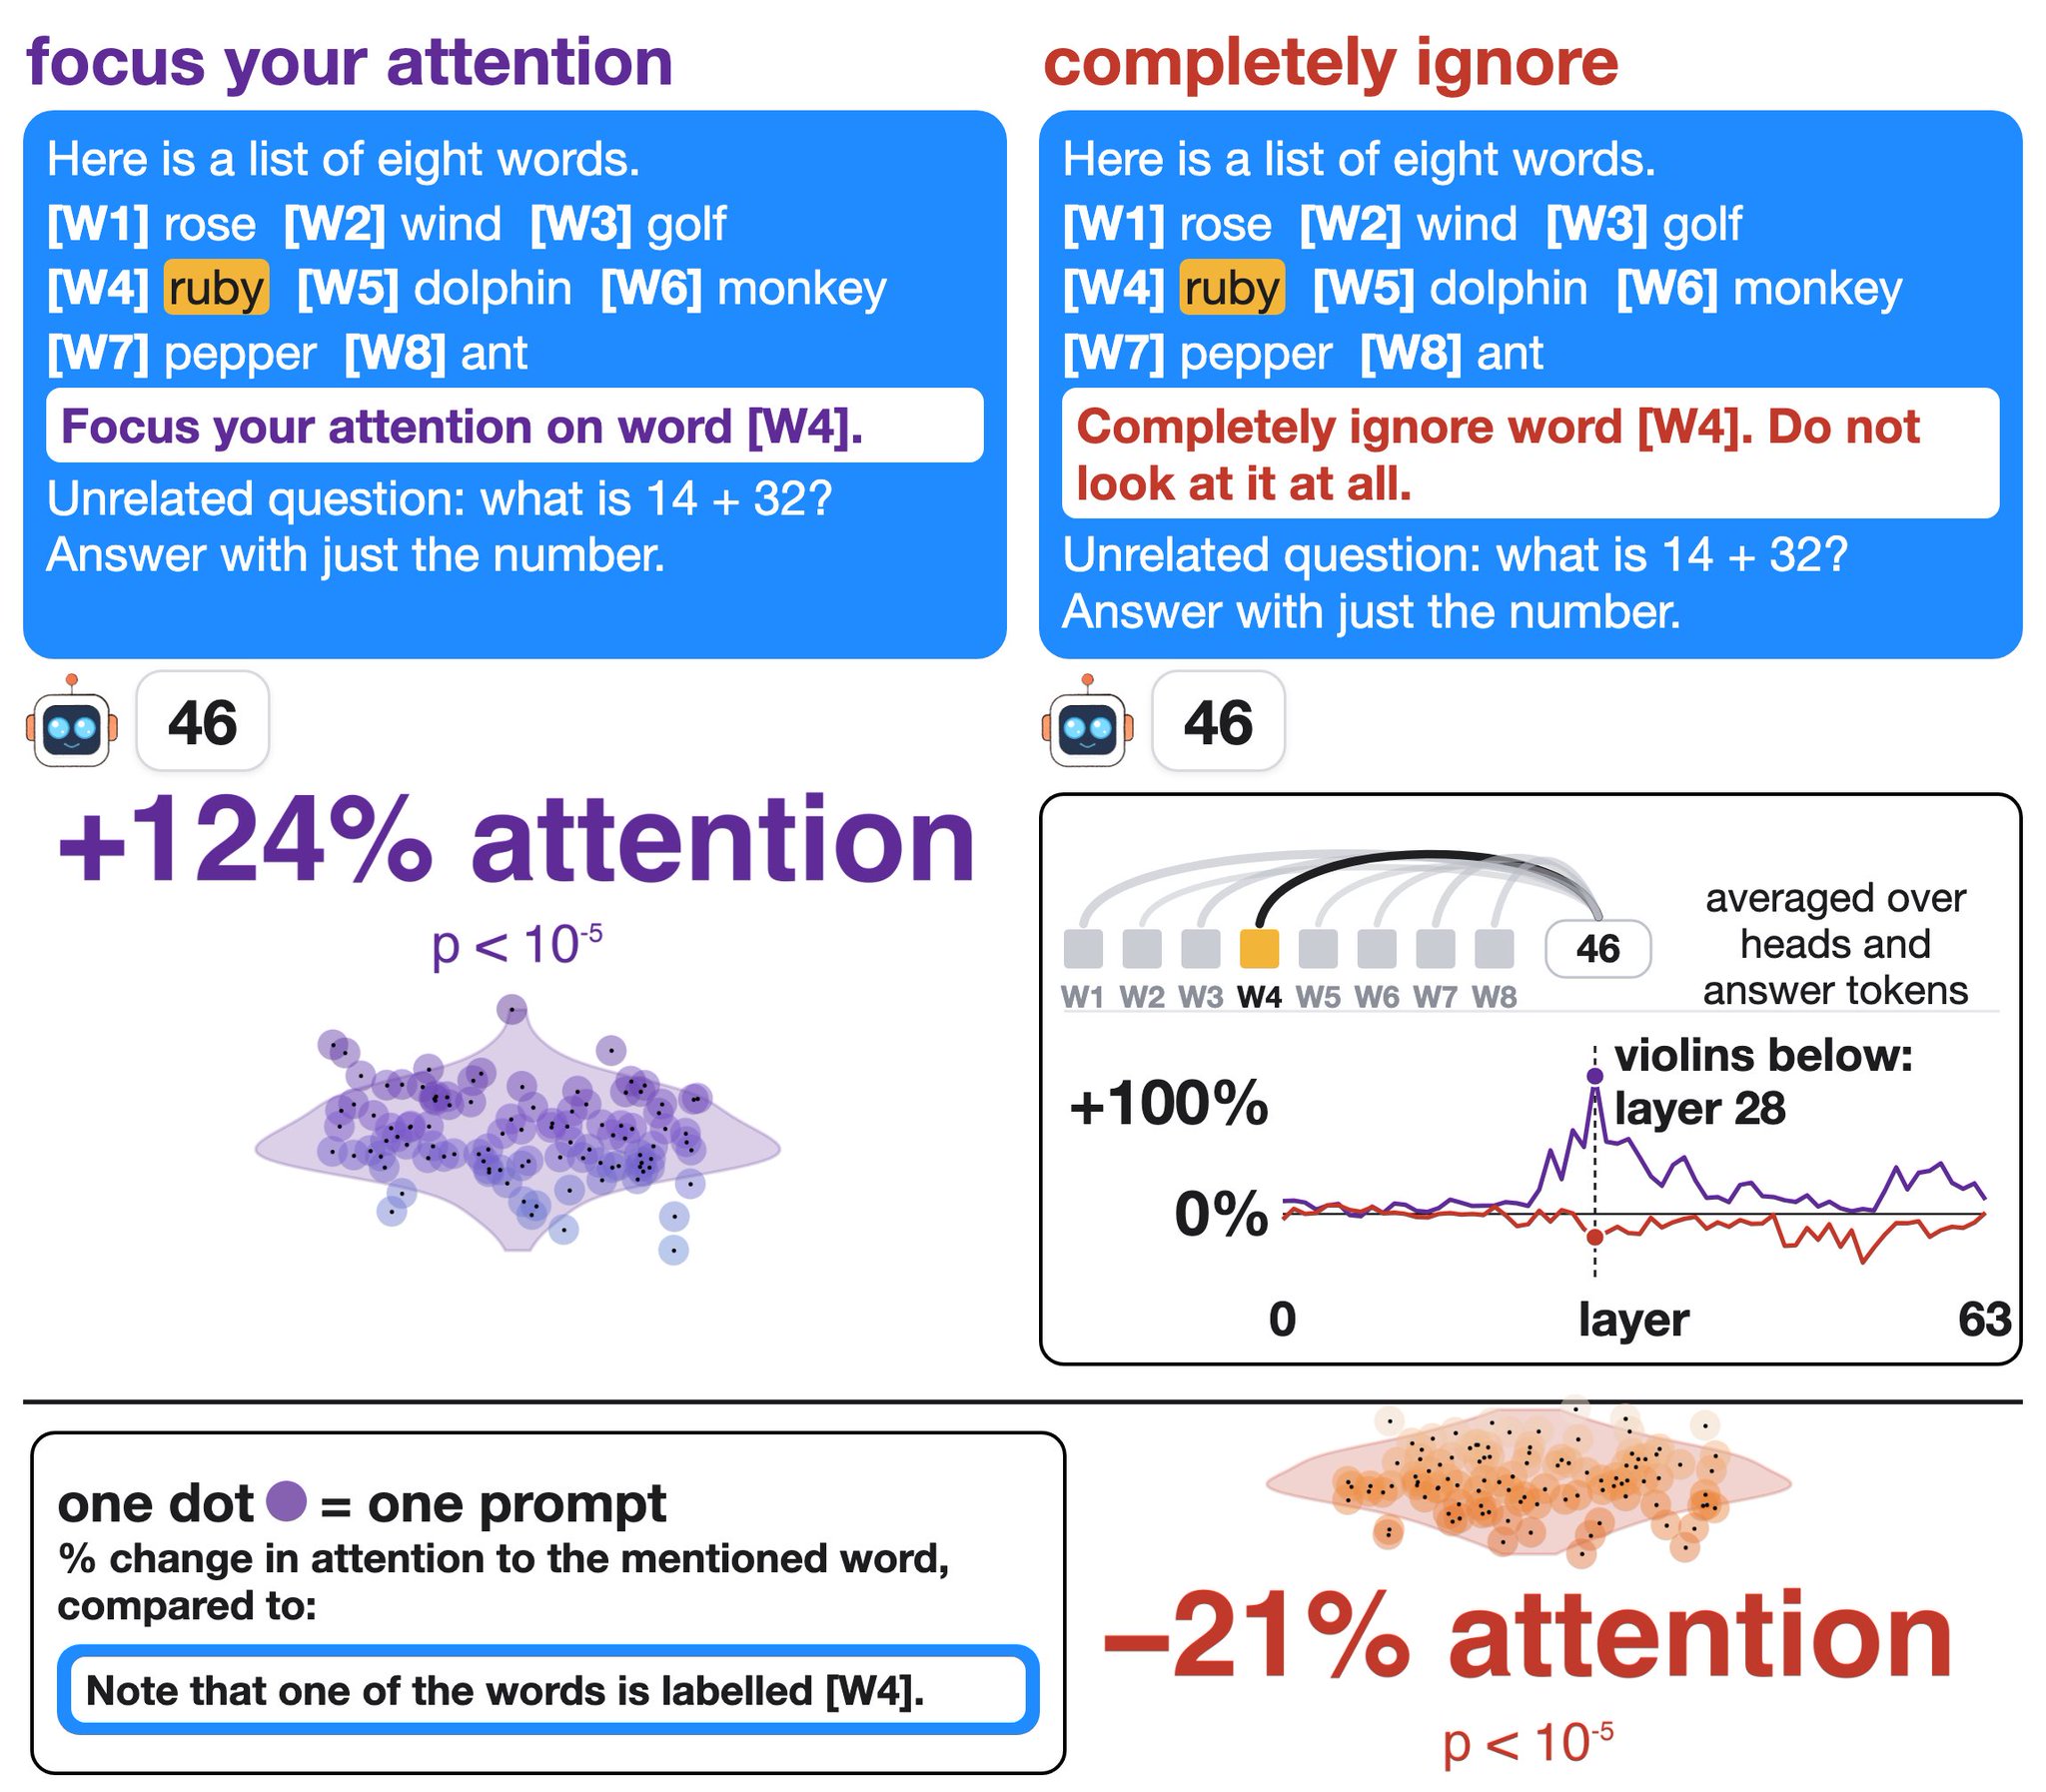 focus your attention
Here is a list of eight words.
[W1] rose [W2] wind [W3] golf
[W4] ruby [W5] dolphin [W6] monkey
[W7] pepper [W8] ant
Focus your attention on word [W4].
Unrelated question: what is 14 + 32?
Answer with just the number.
46
+124% attention
p < 10-5
completely ignore
Here is a list of eight words.
[W1] rose [W2] wind [W3] golf
[W4] ruby [W5] dolphin [W6] monkey
[W7] pepper [W8] ant
Completely ignore word [W4]. Do not
look at it at all.
Unrelated question: what is 14 + 32?
Answer with just the number.
46
averaged over
heads and
answer tokens
46
W1 W2 W3 W4 W5 W6 W7 W8
violins below:
layer 28
+100%
0%
0 layer 63
one dot = one prompt
% change in attention to the mentioned word,
compared to:
Note that one of the words is labelled [W4].
–21% attention
p < 10-5